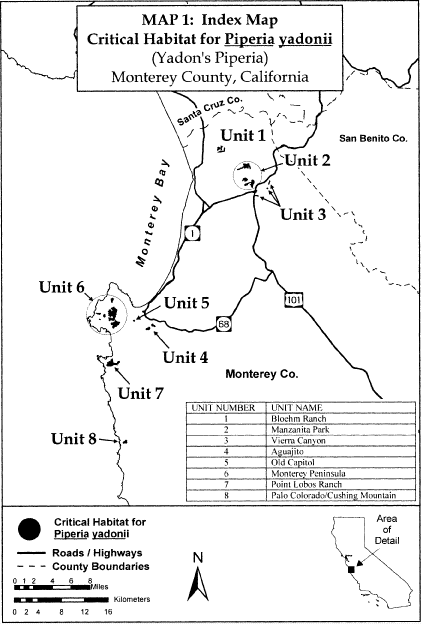 MAP 1: Index Map
Critical Habitat for Piperia yadonii
(Yadon's Piperia)
Monterey County, California
Santa Cruz Co.
San Benito Co.
Unit 1
Unit 2
Unit 3
Monterey Bay
1
Unit 6
Unit 5
101
68
Unit 4
Monterey Co.
Unit 7
Unit 8
UNIT NUMBER UNIT NAME
1 Bloehm Ranch
2 Manzanita Park
3 Vierra Canyon
4 Aguajito
5 Old Capitol
6 Monterey Peninsula
7 Point Lobos Ranch
8 Palo Colorado/Cushing Mountain
Critical Habitat for
Piperia yadonii
Roads / Highways
County Boundaries
0 1 2 4 6 8
Miles
Kilometers
0 2 4 8 12 16
N
Area
of
Detail